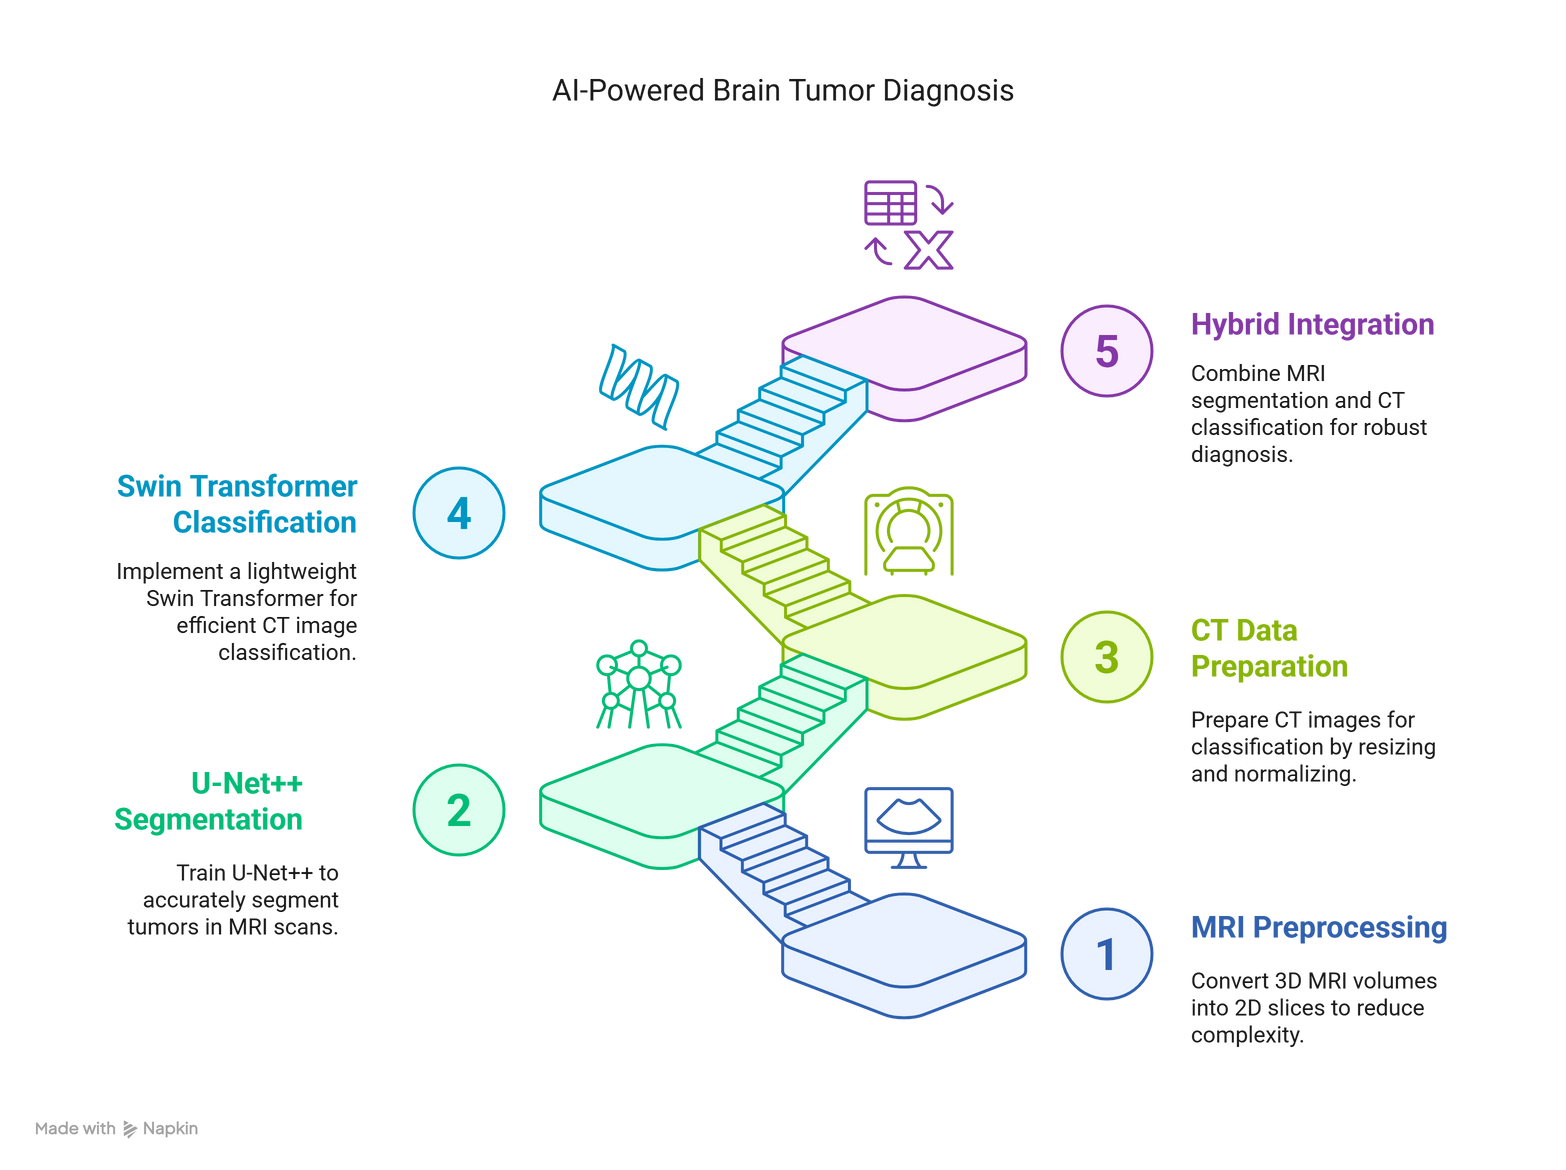 AI-Powered Brain Tumor Diagnosis
5
Hybrid Integration
Combine MRI
segmentation and CT
classification for robust
diagnosis.
Swin Transformer
Classification
4
Implement a lightweight
Swin Transformer for
efficient CT image
classification.
3
CT Data
Preparation
Prepare CT images for
classification by resizing
and normalizing.
U-Net++
Segmentation
2
Train U-Net++ to
accurately segment
tumors in MRI scans.
1
MRI Preprocessing
Convert 3D MRI volumes
into 2D slices to reduce
complexity.
Made with Napkin